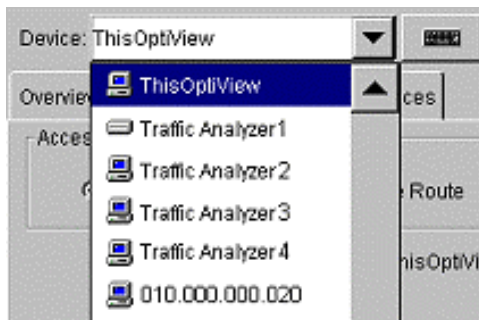 Device: ThisOptiView
ThisOptiView
Overvie ces
Traffic Analyzer1
Acces
Traffic Analyzer2
Route
Traffic Analyzer3
Traffic Analyzer4
hisOptiVi
010.000.000.020